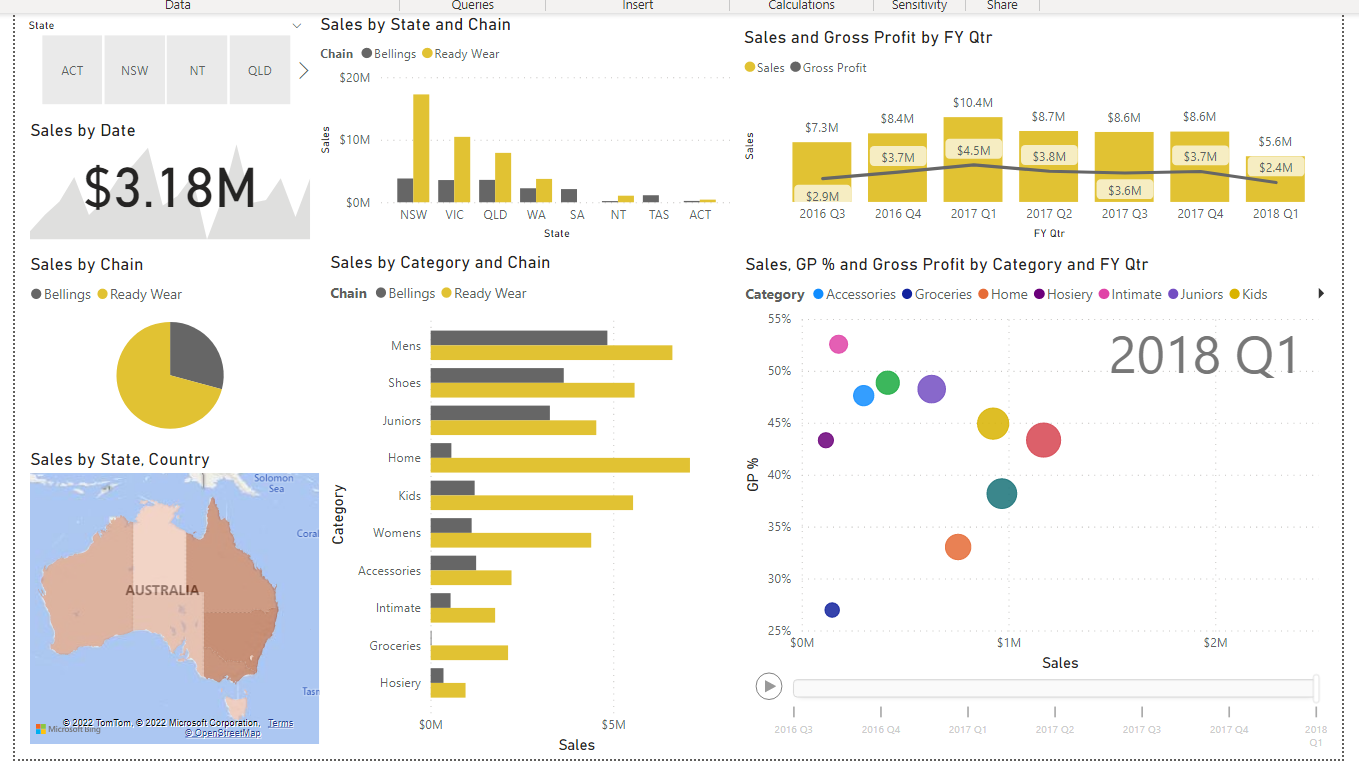 Data Queries Insert Calculations Sensitivity Share
State
ACT NSW NT QLD
Sales by Date
$3.18M
Sales by Chain
Bellings Ready Wear
Sales by State, Country
Solomon
Sea
Coral
AUSTRALIA
Tasm
© 2022 TomTom, © 2022 Microsoft Corporation, Terms
Microsoft Bing
© OpenStreetMap
Sales by State and Chain
Chain Bellings Ready Wear
$20M
$10M
$0M
Sales
NSW VIC QLD WA SA NT TAS ACT
State
Sales by Category and Chain
Chain Bellings Ready Wear
Mens
Shoes
Juniors
Home
Kids
Womens
Accessories
Intimate
Groceries
Hosiery
Category
$0M $5M
Sales
Sales and Gross Profit by FY Qtr
Sales Gross Profit
$7.3M $8.4M $10.4M $8.7M $8.6M $8.6M $5.6M
$2.9M $3.7M $4.5M $3.8M $3.6M $3.7M $2.4M
Sales
2016 Q3 2016 Q4 2017 Q1 2017 Q2 2017 Q3 2017 Q4 2018 Q1
FY Qtr
Sales, GP % and Gross Profit by Category and FY Qtr
Category Accessories Groceries Home Hosiery Intimate Juniors Kids
2018 Q1
55%
50%
45%
40%
35%
30%
25%
GP %
$0M $1M $2M
Sales
2016 Q3 2016 Q4 2017 Q1 2017 Q2 2017 Q3 2017 Q4 2018
Q1